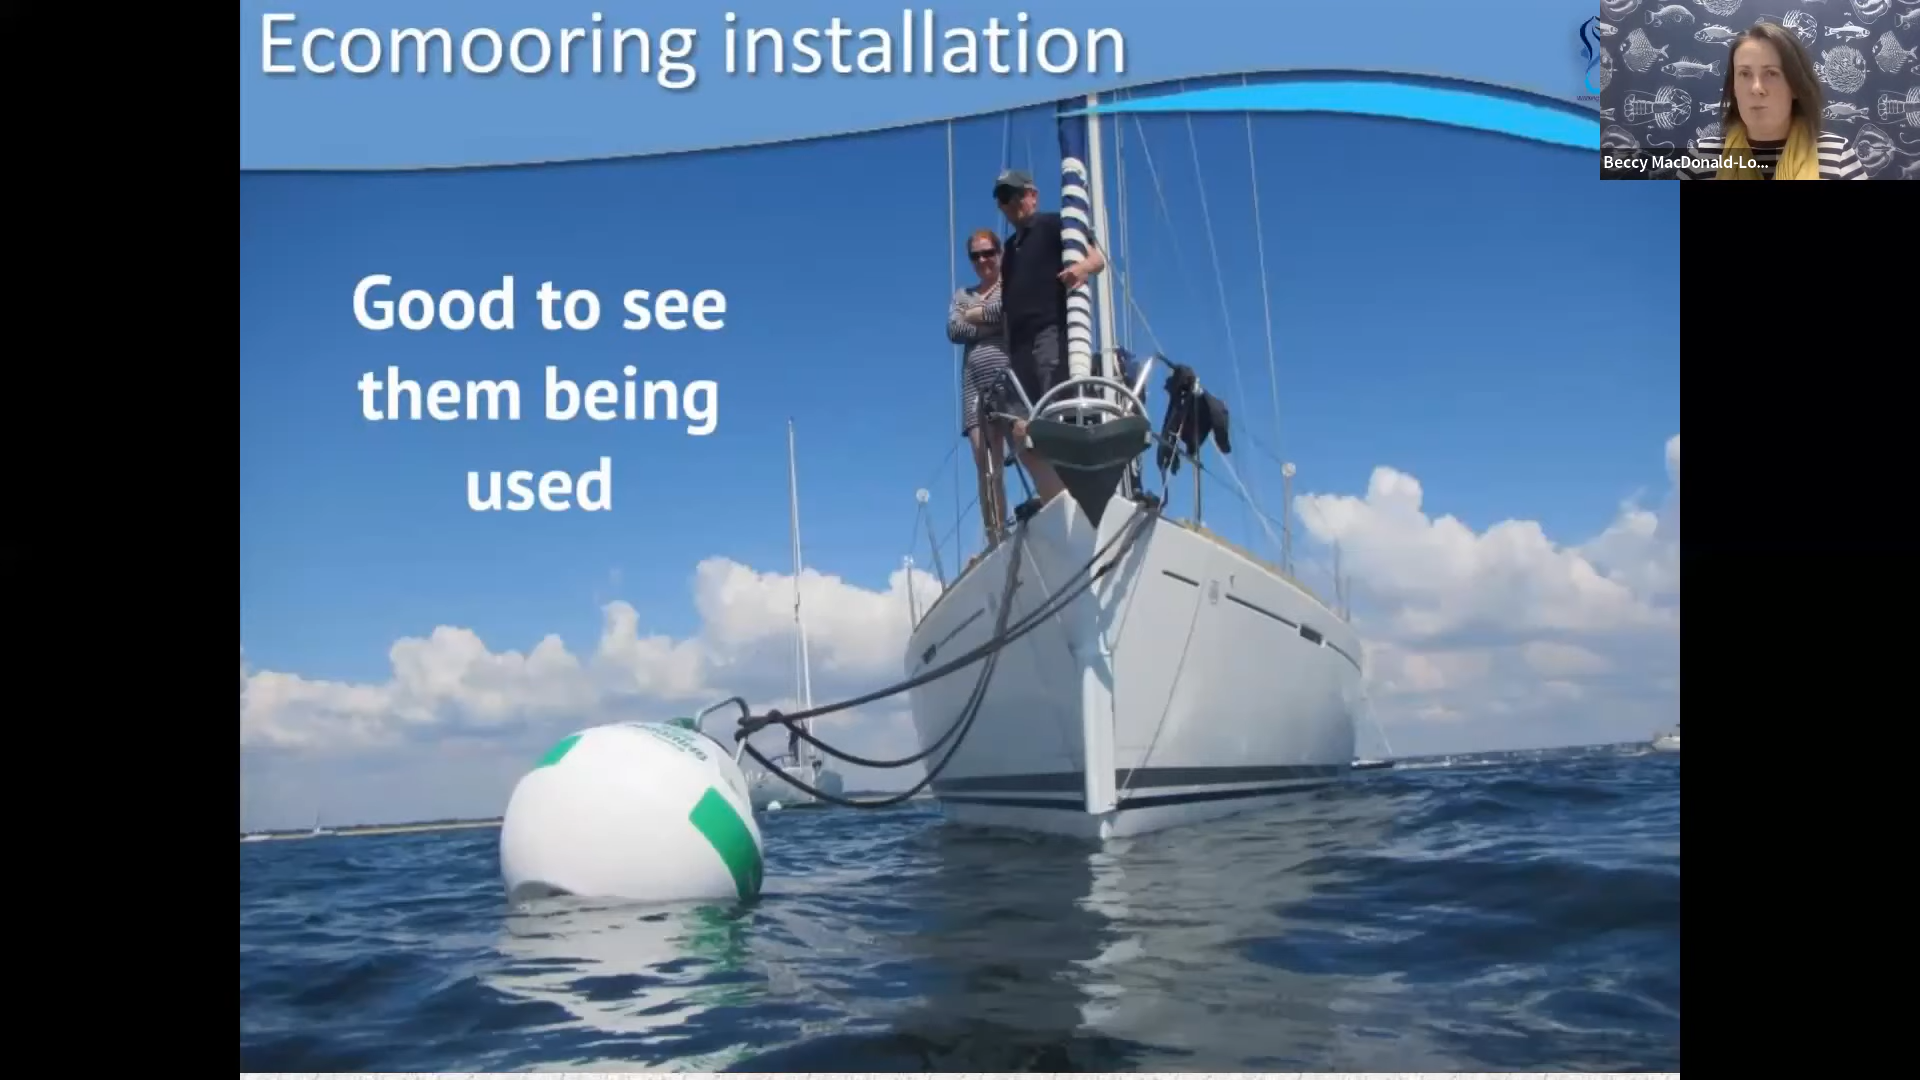 Ecomooring installation
Beccy MacDonald-Lo...
Good to see
them being
used